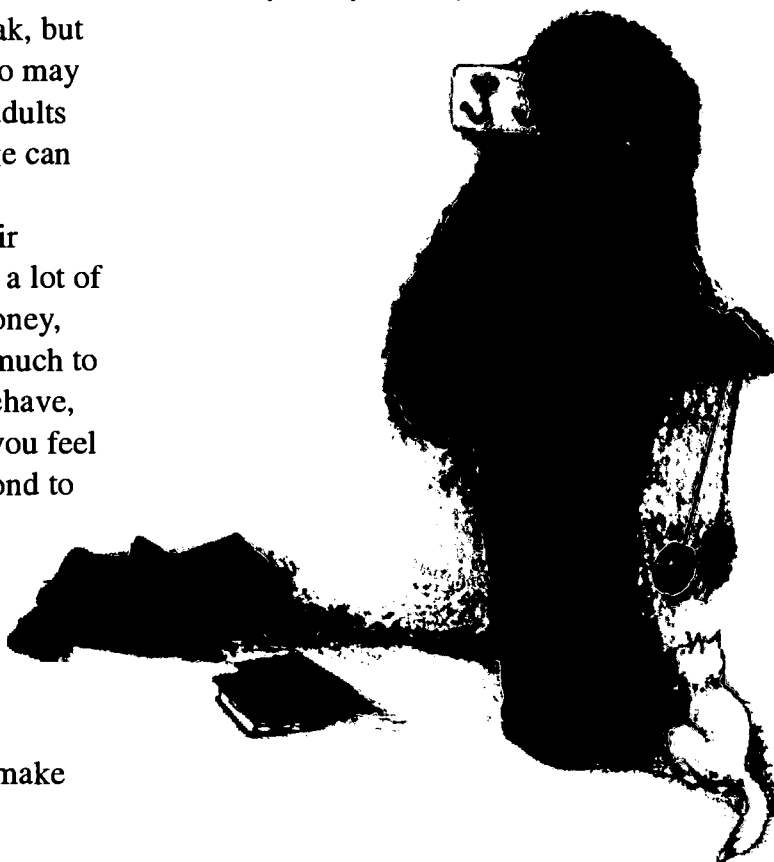 ak, but
o may
dults
e can
ir
a lot of
oney,
much to
ehave,
you feel
ond to
make